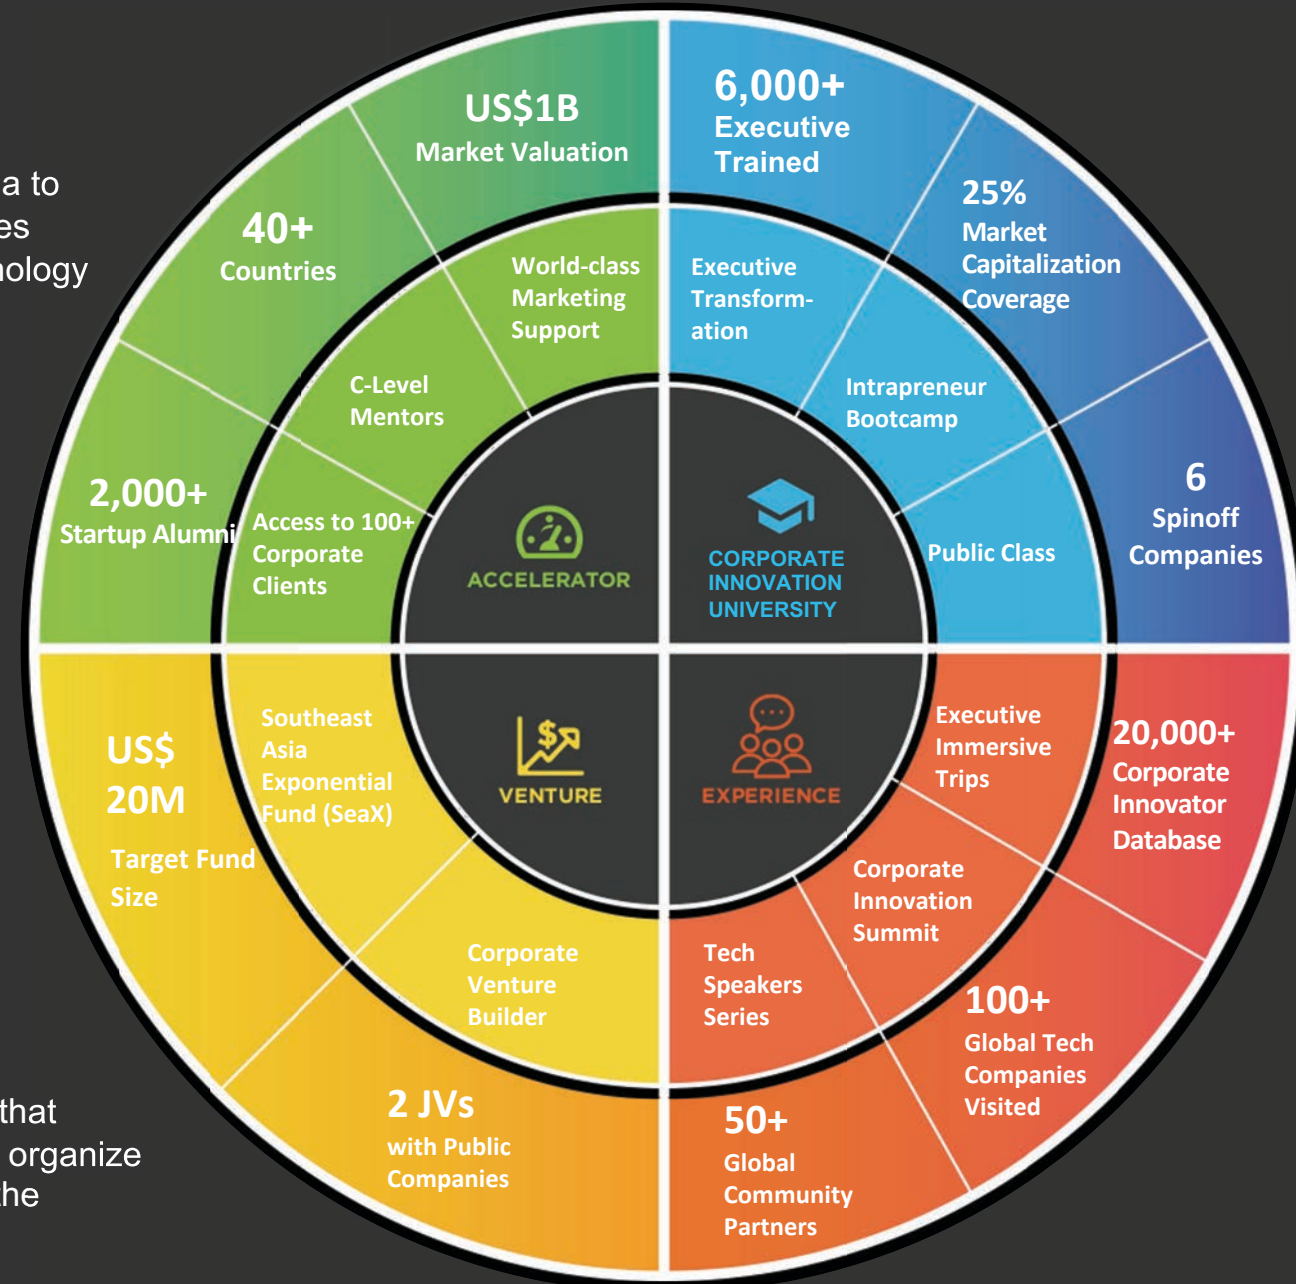 a to
es
nology
US$1B
Market Valuation
40+
Countries
2,000+
Startup Alumni
World-class
Marketing
Support
C-Level
Mentors
Access to 100+
Corporate
Clients
ACCELERATOR
6,000+
Executive
Trained
25%
Market
Capitalization
Coverage
6
Spinoff
Companies
Executive
Transform-
ation
Intrapreneur
Bootcamp
Public Class
CORPORATE
INNOVATION
UNIVERSITY
US$
20M
Target Fund
Size
2 JVs
with Public
Companies
Southeast
Asia
Exponential
Fund (SeaX)
Corporate
Venture
Builder
$
VENTURE
EXPERIENCE
Executive
Immersive
Trips
Corporate
Innovation
Summit
Tech
Speakers
Series
20,000+
Corporate
Innovator
Database
100+
Global Tech
Companies
Visited
50+
Global
Community
Partners
that
organize
the